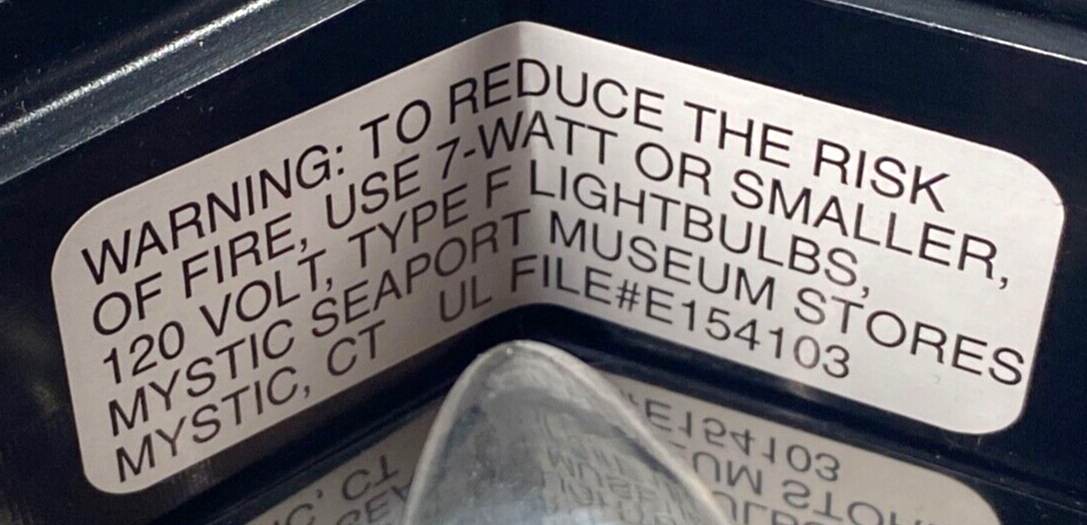 WARNING: TO REDUCE THE RISK
OF FIRE, USE 7-WATT OR SMALLER,
120 VOLT, TYPE F LIGHTBULBS,
MYSTIC SEAPORT MUSEUM STORES
MYSTIC, CT UL FILE#E154103